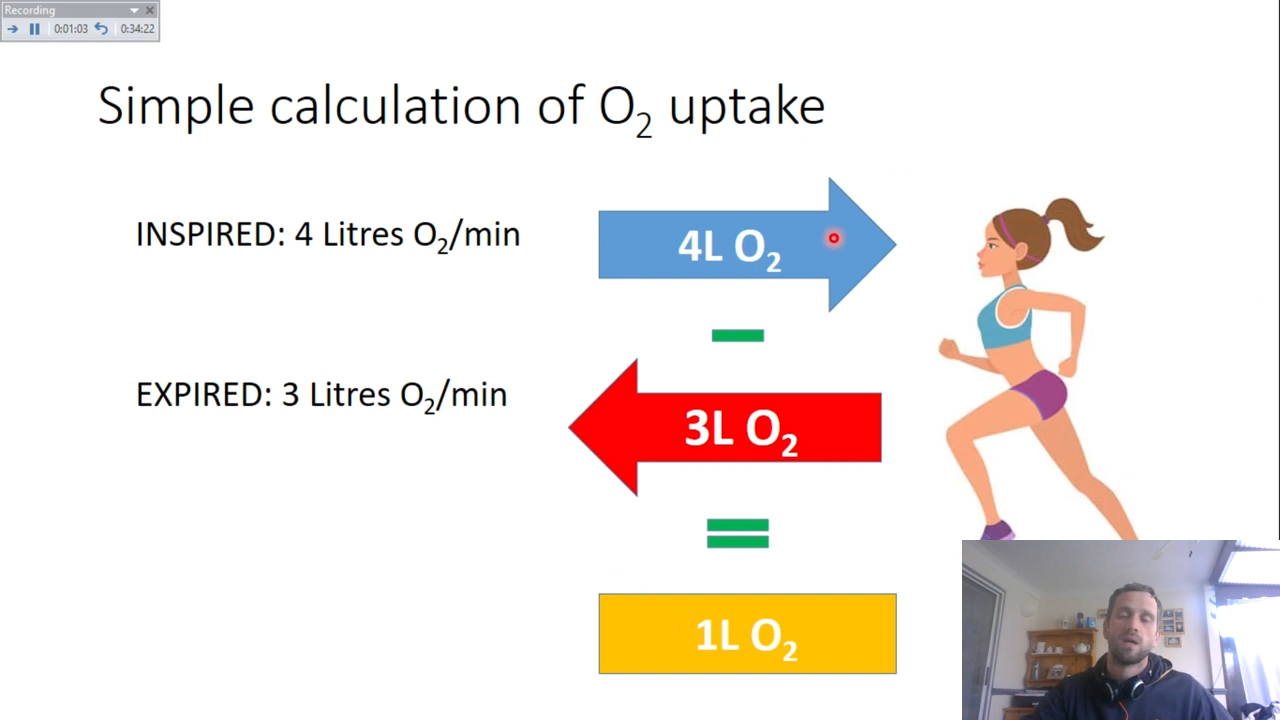 Recording
0:01:03 0:34:22
Simple calculation of O₂ uptake
INSPIRED: 4 Litres O₂/min
4L O₂
EXPIRED: 3 Litres O₂/min
3L O₂
1L O₂